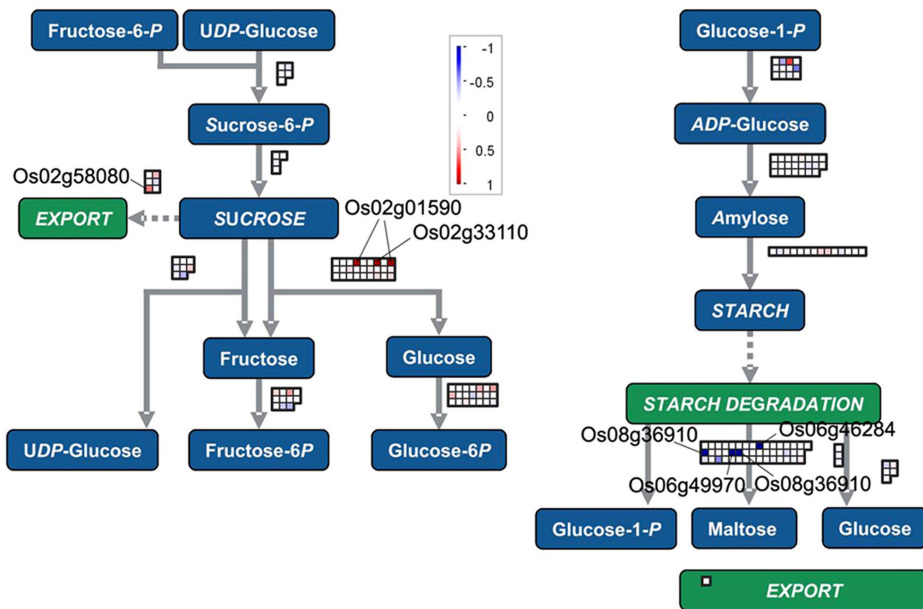 Fructose-6-P
UDP-Glucose
Sucrose-6-P
Os02g58080
EXPORT
SUCROSE
Os02g01590
Os02g33110
Fructose
Glucose
UDP-Glucose
Fructose-6P
Glucose-6P
-1
-0.5
0
0.5
1
Glucose-1-P
ADP-Glucose
Amylose
STARCH
STARCH DEGRADATION
Os08g36910
Os06g46284
Os06g49970
Os08g36910
Glucose-1-P
Maltose
Glucose
EXPORT